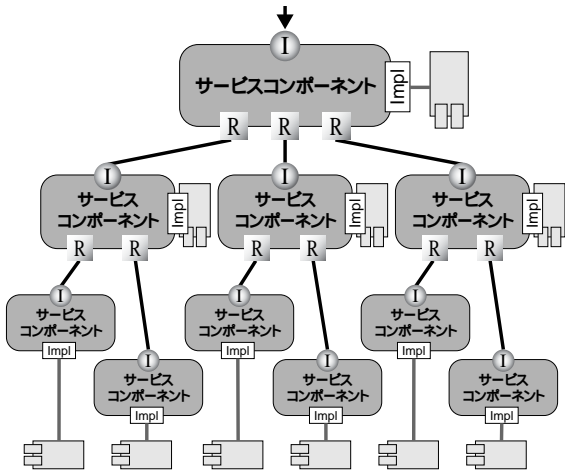 I
サービスコンポーネント
Impl
R R R
I I I
サービス
コンポーネント
Impl
サービス
コンポーネント
Impl
サービス
コンポーネント
Impl
R R R R R R
I
サービス
コンポーネント
Impl
I
サービス
コンポーネント
Impl
I
サービス
コンポーネント
Impl
I
サービス
コンポーネント
Impl
I
サービス
コンポーネント
Impl
I
サービス
コンポーネント
Impl